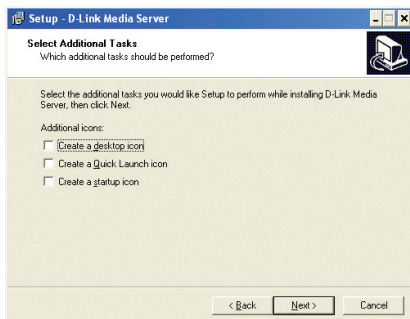 Setup - D-Link Media Server
Select Additional Tasks
Which additional tasks should be performed?
Select the additional tasks you would like Setup to perform while installing D-Link Media
Server, then click Next.
Additional icons:
Create a desktop icon
Create a Quick Launch icon
Create a startup icon
< Back
Next >
Cancel